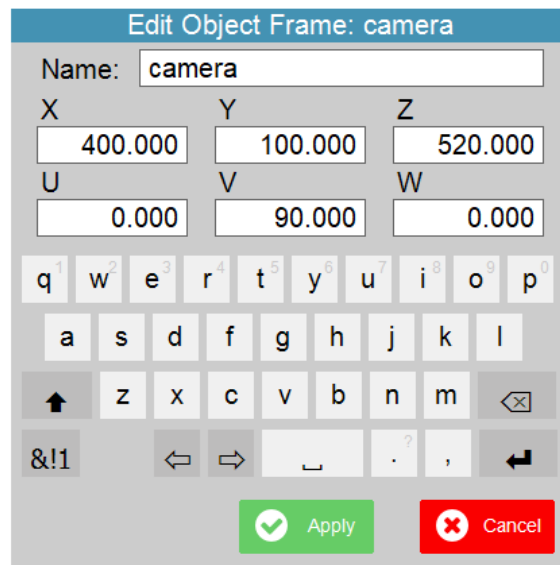 Edit Object Frame: camera
Name: camera
X Y Z
400.000 100.000 520.000
U V W
0.000 90.000 0.000
q 1 w 2 e 3 r 4 t 5 y 6 u 7 i 8 o 9 p 0
a s d f g h j k l
z x c v b n m
&!1 . ? ,
Apply Cancel